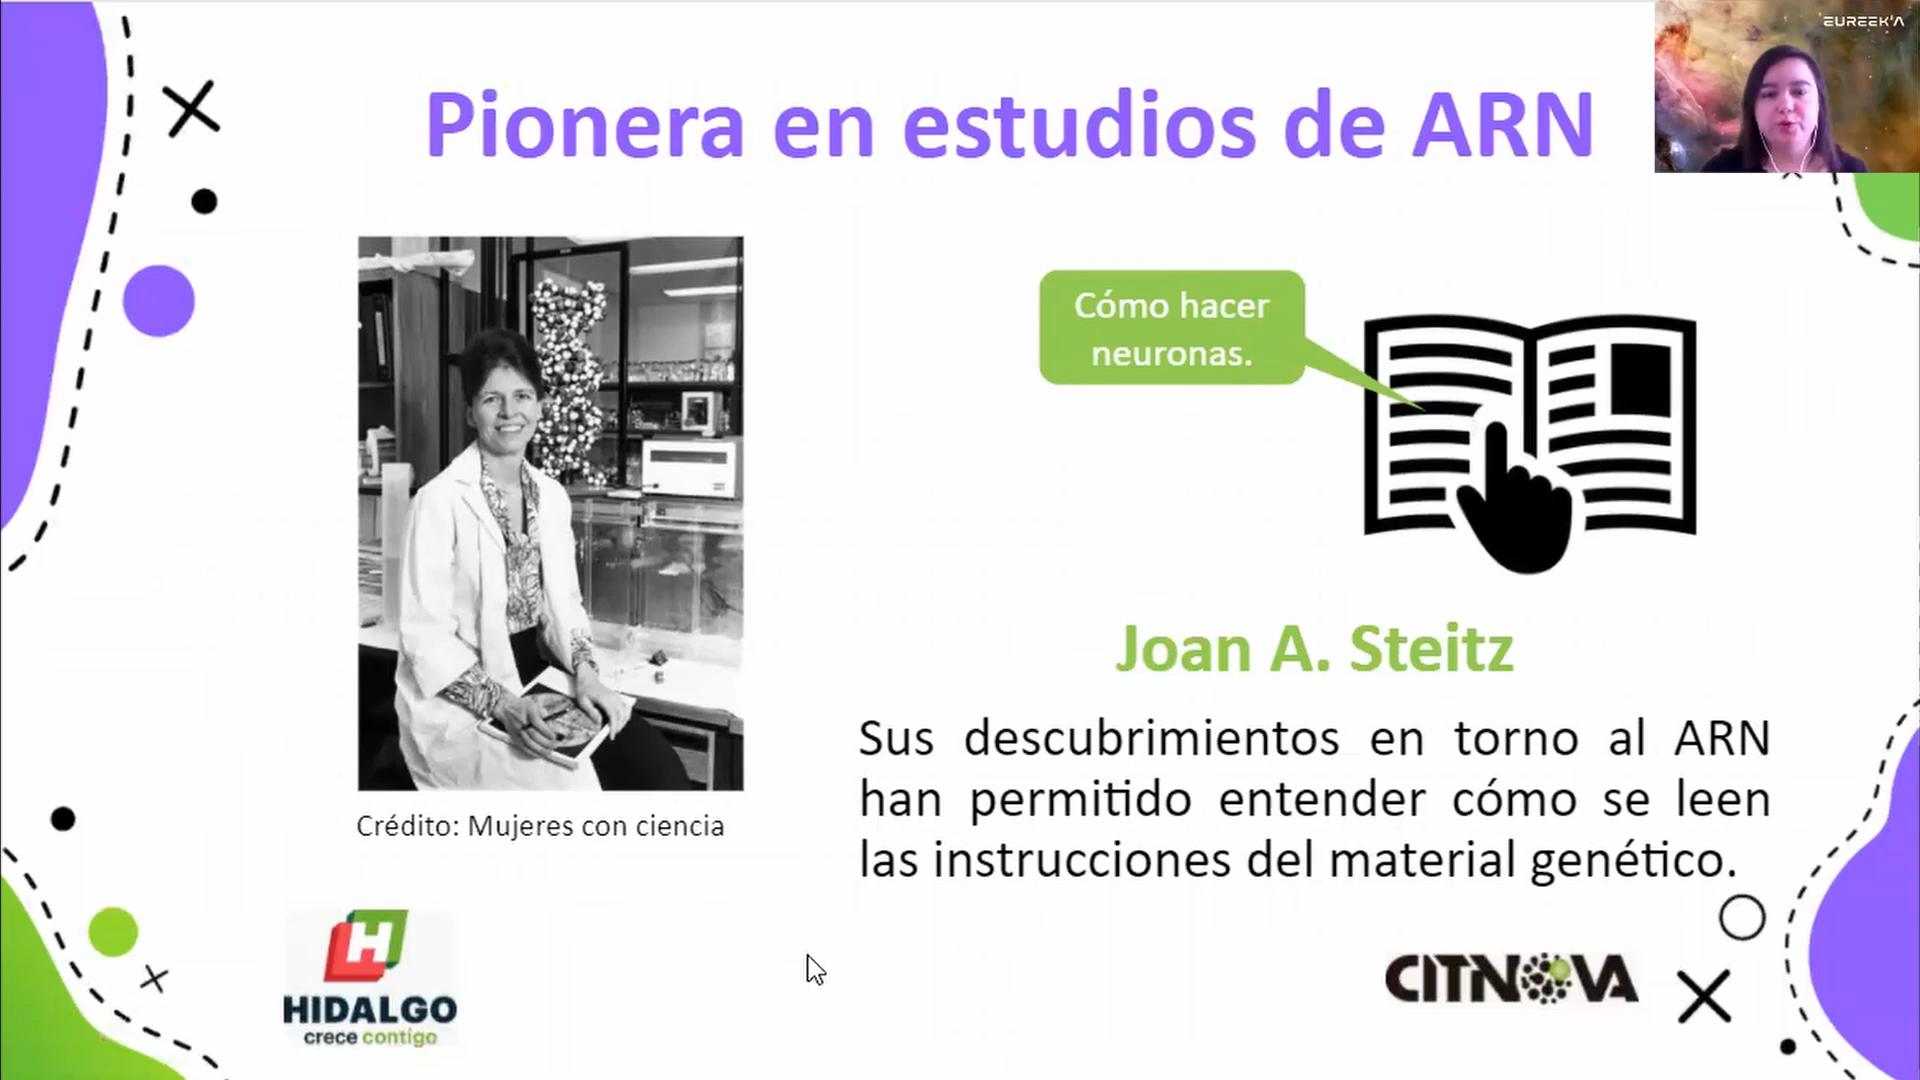 EUREEK'A
Pionera en estudios de ARN
Cómo hacer
neuronas.
Joan A. Steitz
Sus descubrimientos en torno al ARN
han permitido entender cómo se leen
las instrucciones del material genético.
Crédito: Mujeres con ciencia
H
HIDALGO
crece contigo
CITNOVA